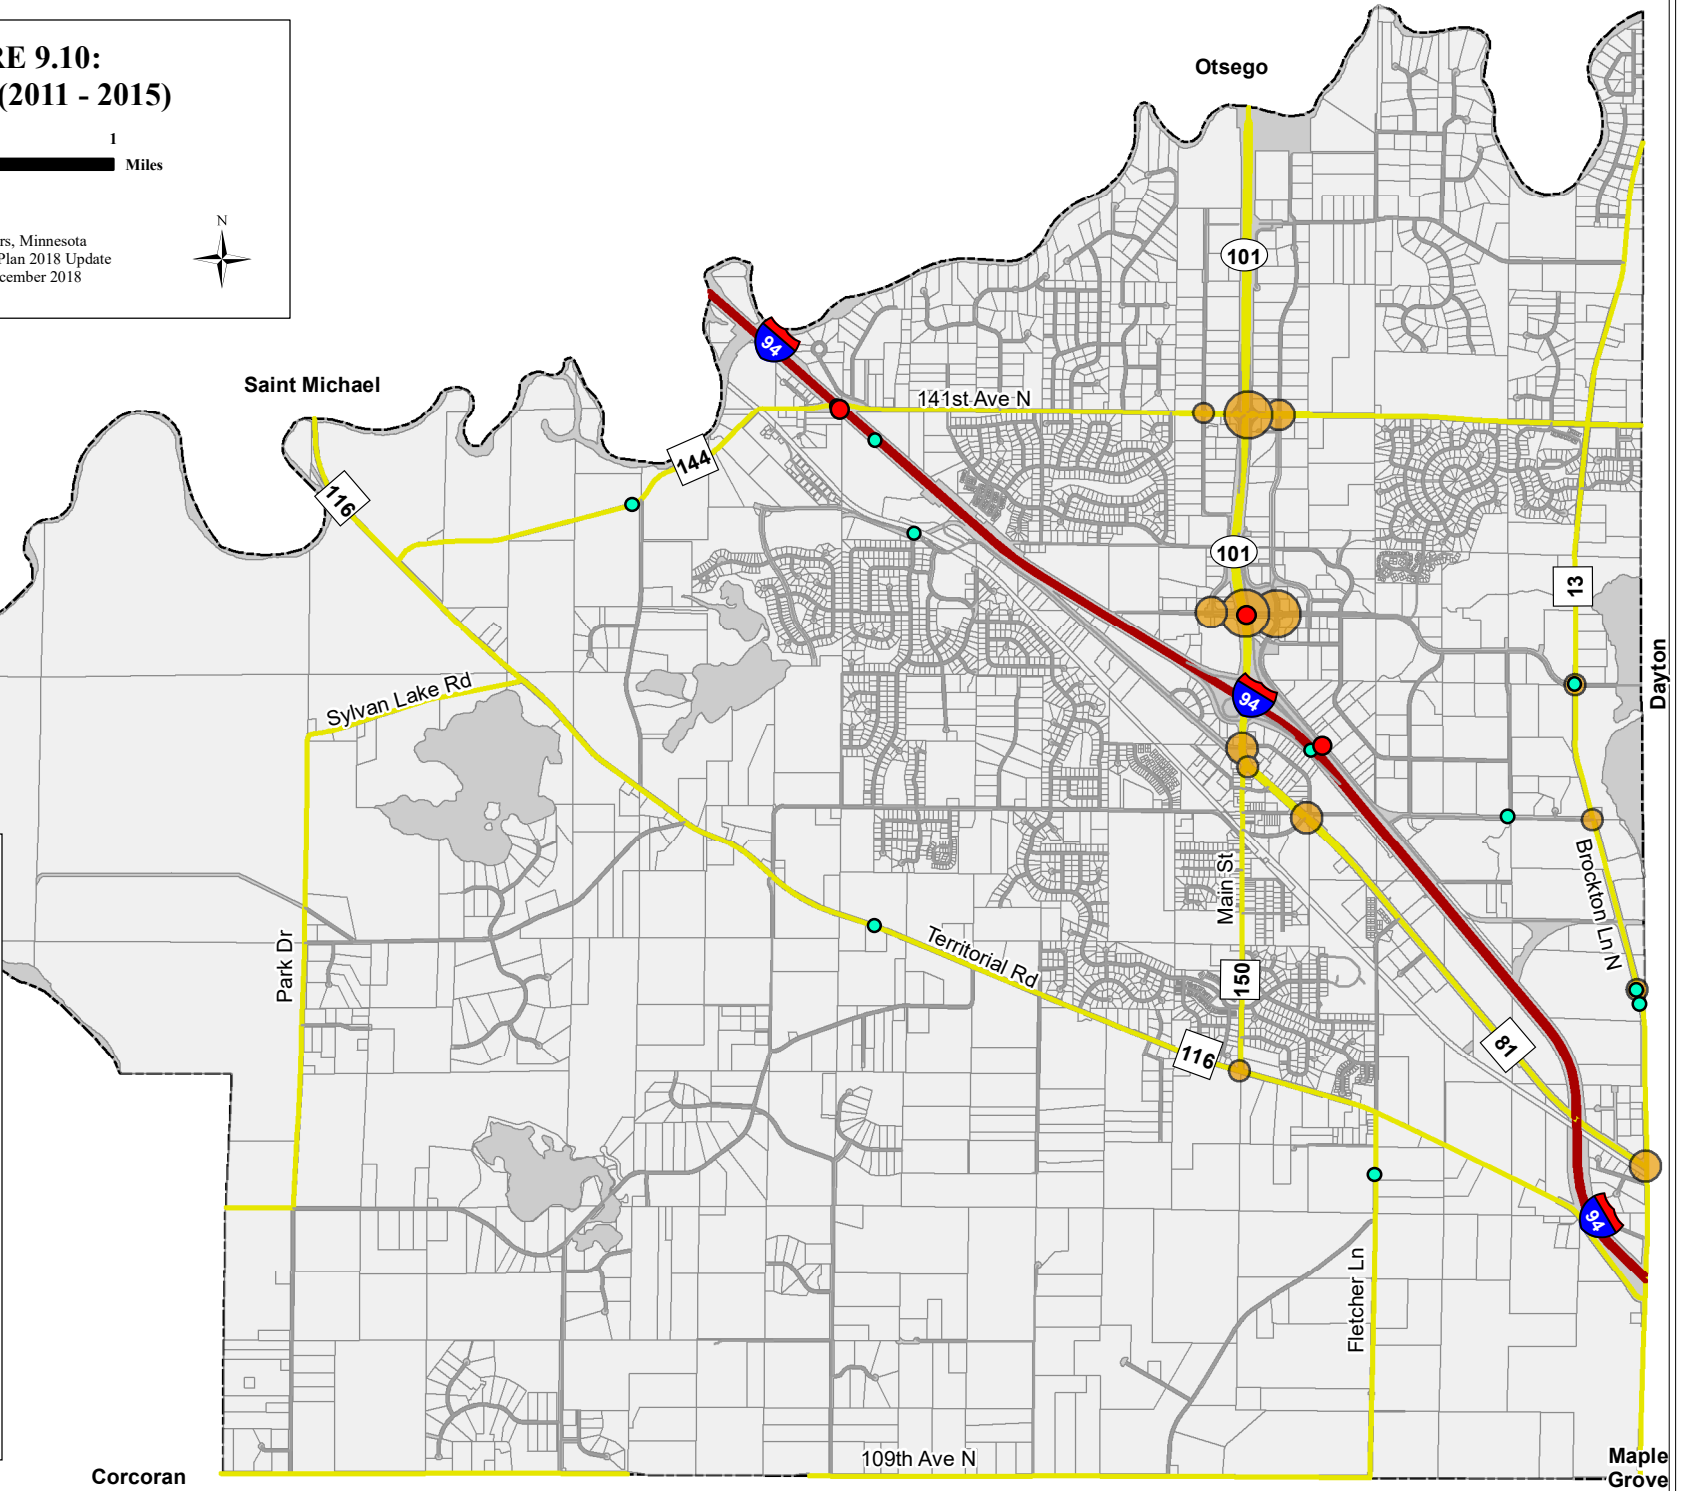 RE 9.10:
(2011 - 2015)
1
Miles
N
rs, Minnesota
Plan 2018 Update
cember 2018
Otsego
101
94
Saint Michael
141st Ave N
144
116
101
13
Dayton
Sylvan Lake Rd
94
Main St
Brockton Ln N
Park Dr
Territorial Rd
150
116
81
94
Fletcher Ln
109th Ave N
Corcoran
Maple
Grove